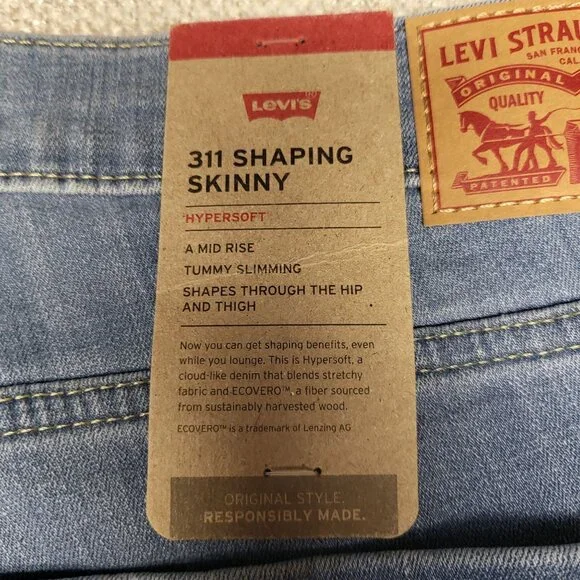 Levi's
311 SHAPING
SKINNY
HYPERSOFT
A MID RISE
TUMMY SLIMMING
SHAPES THROUGH THE HIP
AND THIGH
Now you can get shaping benefits, even
while you lounge. This is Hypersoft, a
cloud-like denim that blends stretchy
fabric and ECOVERO™, a fiber sourced
from sustainably harvested wood.
ECOVERO™ is a trademark of Lenzing AG
ORIGINAL STYLE.
RESPONSIBLY MADE.
LEVI STRAU
SAN FRANC
CAL
ORIGINAL
QUALITY
PATENTED